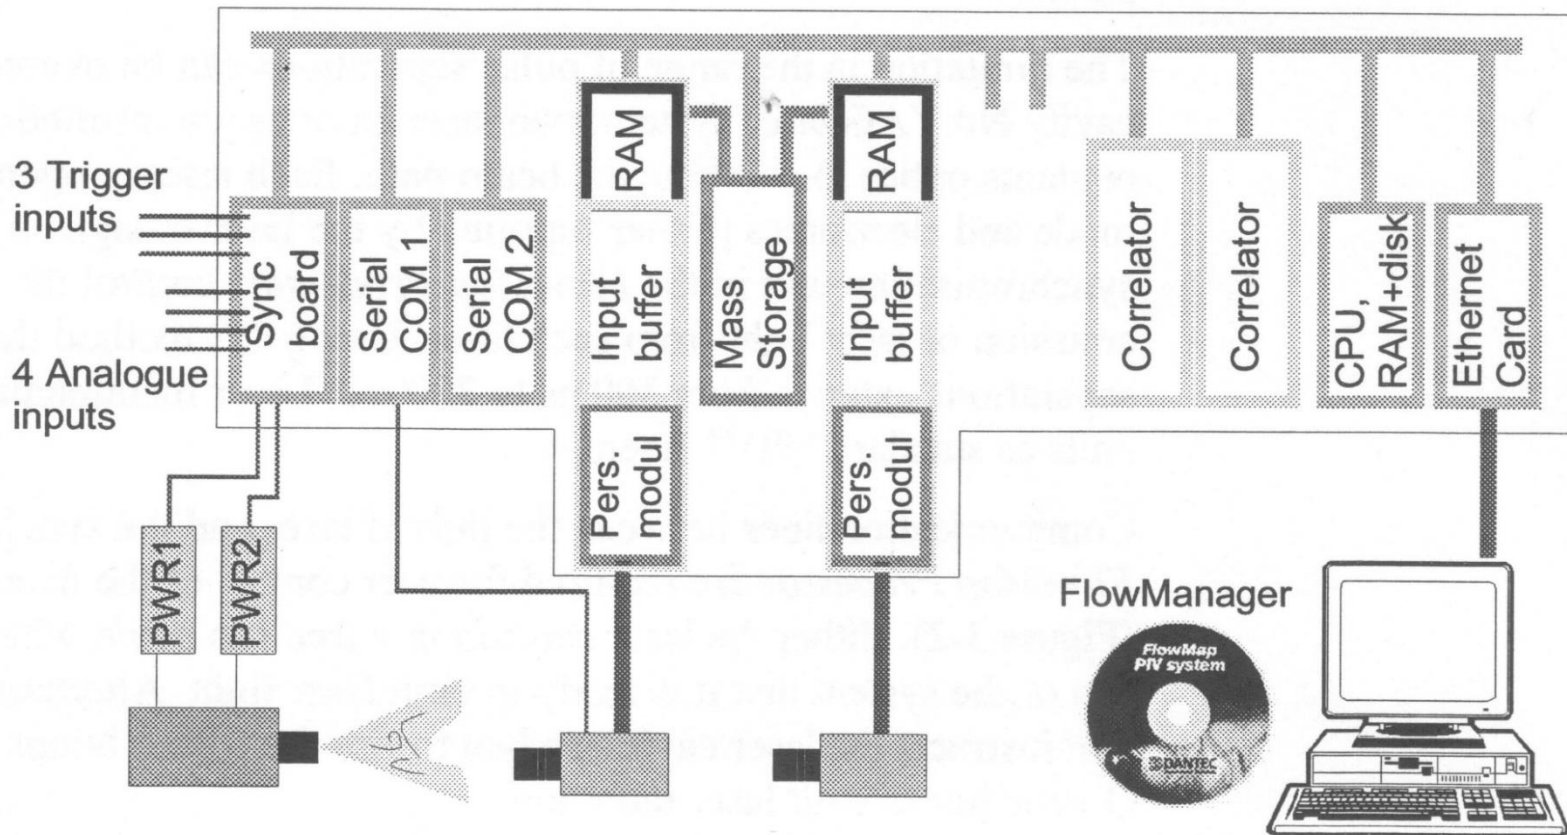 3 Trigger
inputs
4 Analogue
inputs
Sync
board
Serial
COM 1
Serial
COM 2
RAM
Input
buffer
Pers.
modul
Mass
Storage
RAM
Input
buffer
Pers.
modul
Correlator
Correlator
CPU,
RAM+disk
Ethernet
Card
PWR1
PWR2
FlowManager
FlowMap
PIV system
DANTEC